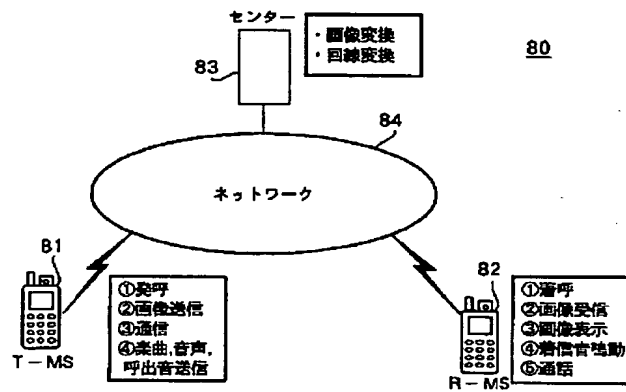 センター
・画像変換
・回線変換
80
83
84
ネットワーク
81
T-MS
①発呼
②画像送信
③通信
④楽曲,音声,
呼出音送信
82
R-MS
①着呼
②画像受信
③画像表示
④着信音鳴動
⑤通話